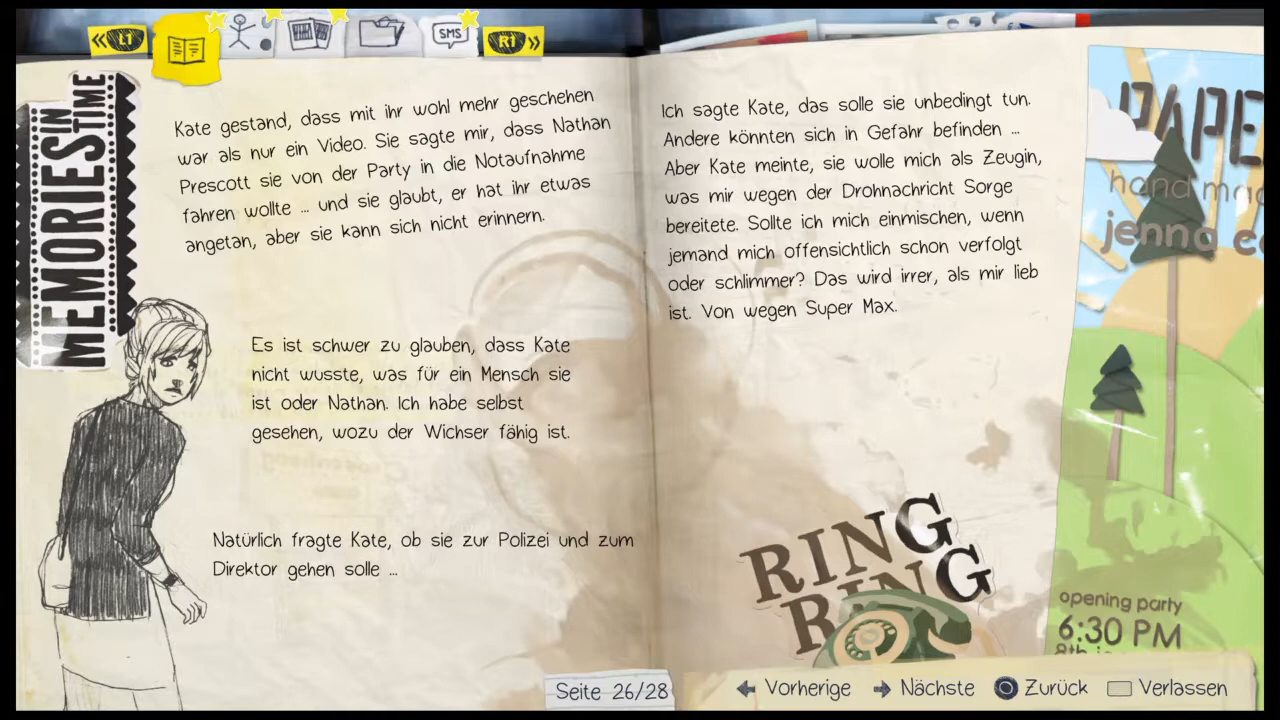 L1
SMS
R1
MEMORIES IN TIME
Kate gestand, dass mit ihr wohl mehr geschehen
war als nur ein Video. Sie sagte mir, dass Nathan
Prescott sie von der Party in die Notaufnahme
fahren wollte ... und sie glaubt, er hat ihr etwas
angetan, aber sie kann sich nicht erinnern.
Es ist schwer zu glauben, dass Kate
nicht wusste, was für ein Mensch sie
ist oder Nathan. Ich habe selbst
gesehen, wozu der Wichser fähig ist.
Natürlich fragte Kate, ob sie zur Polizei und zum
Direktor gehen solle ...
Ich sagte Kate, das solle sie unbedingt tun.
Andere könnten sich in Gefahr befinden ...
Aber Kate meinte, sie wolle mich als Zeugin,
was mir wegen der Drohnachricht Sorge
bereitete. Sollte ich mich einmischen, wenn
jemand mich offensichtlich schon verfolgt
oder schlimmer? Das wird irrer, als mir lieb
ist. Von wegen Super Max.
RING
RING
PAPE
hand mad
jenna
opening party
6:30 PM
8th
Seite 26/28
Vorherige
Nächste
Zurück
Verlassen